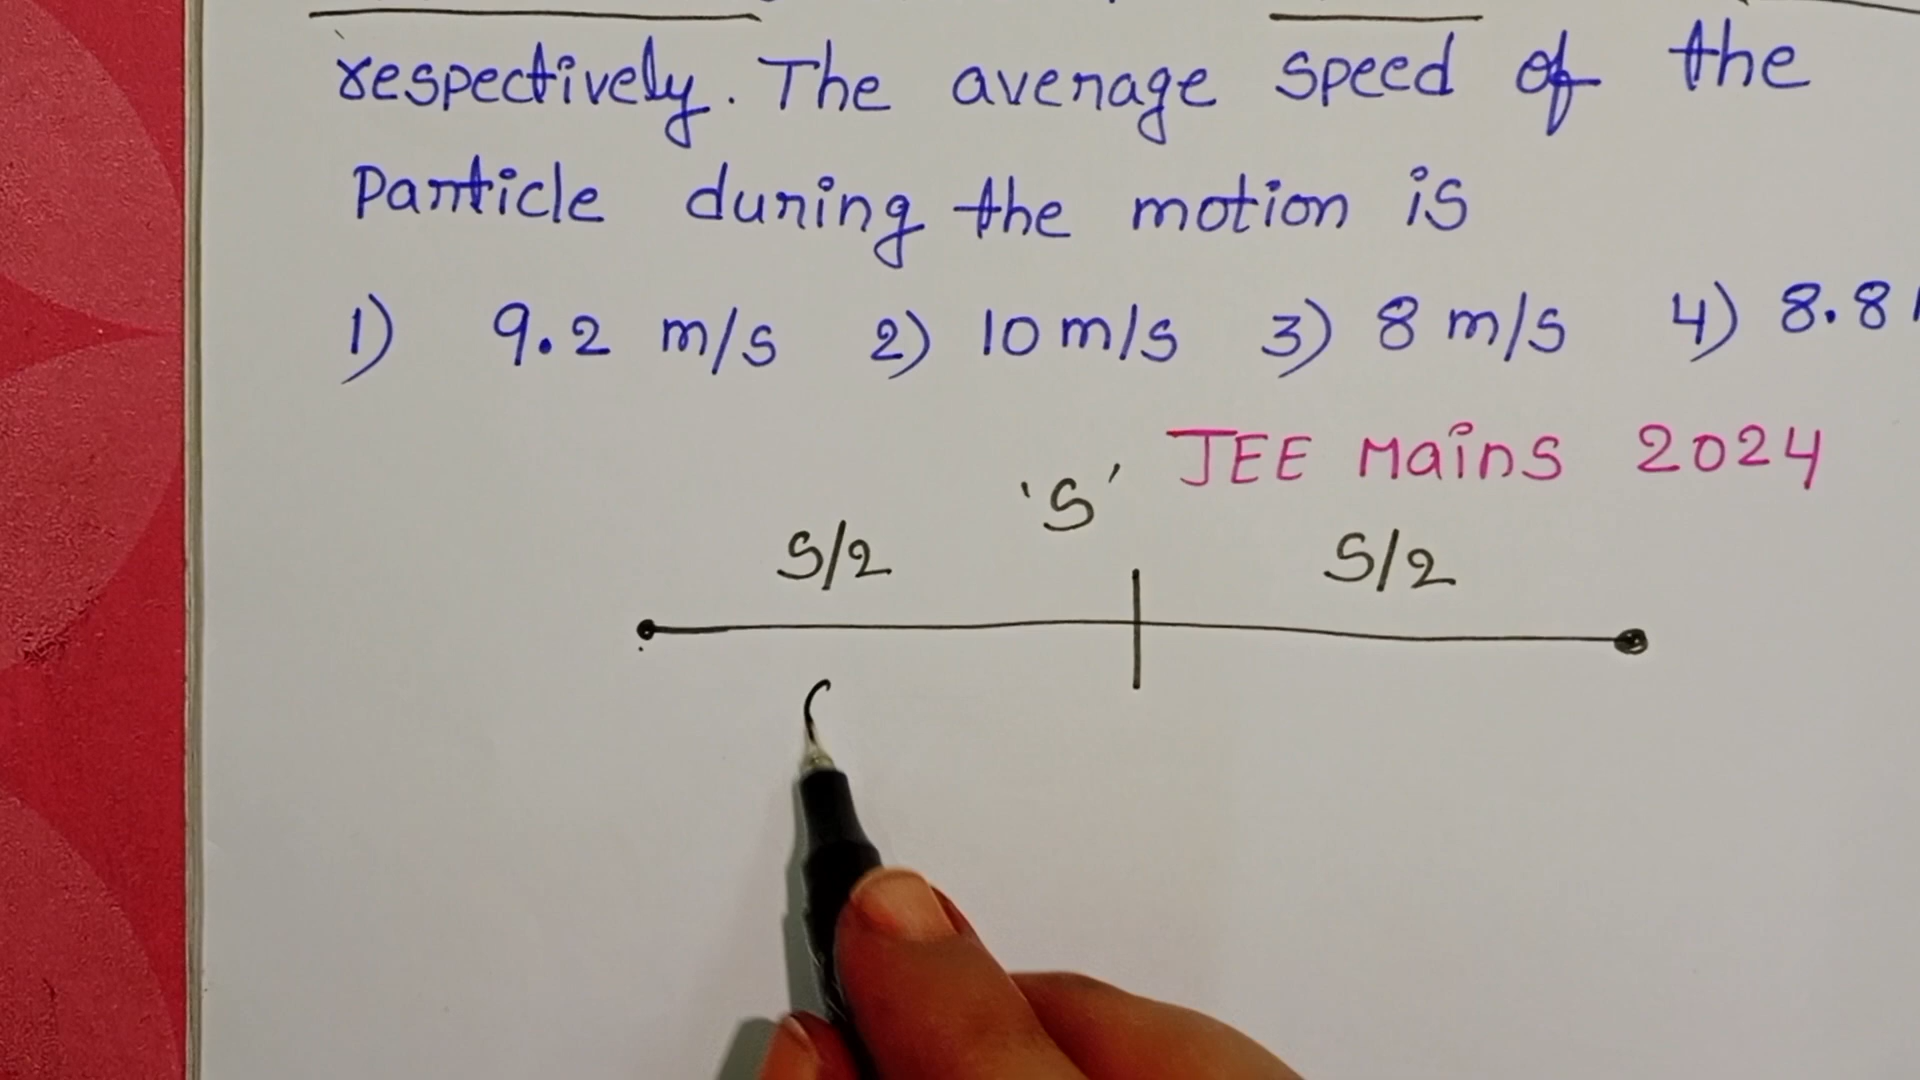 respectively. The average speed of the
Particle during the motion is
1) 9.2 m/s 2) 10 m/s 3) 8 m/s 4) 8.8
JEE Mains 2024
'S'
S/2 S/2